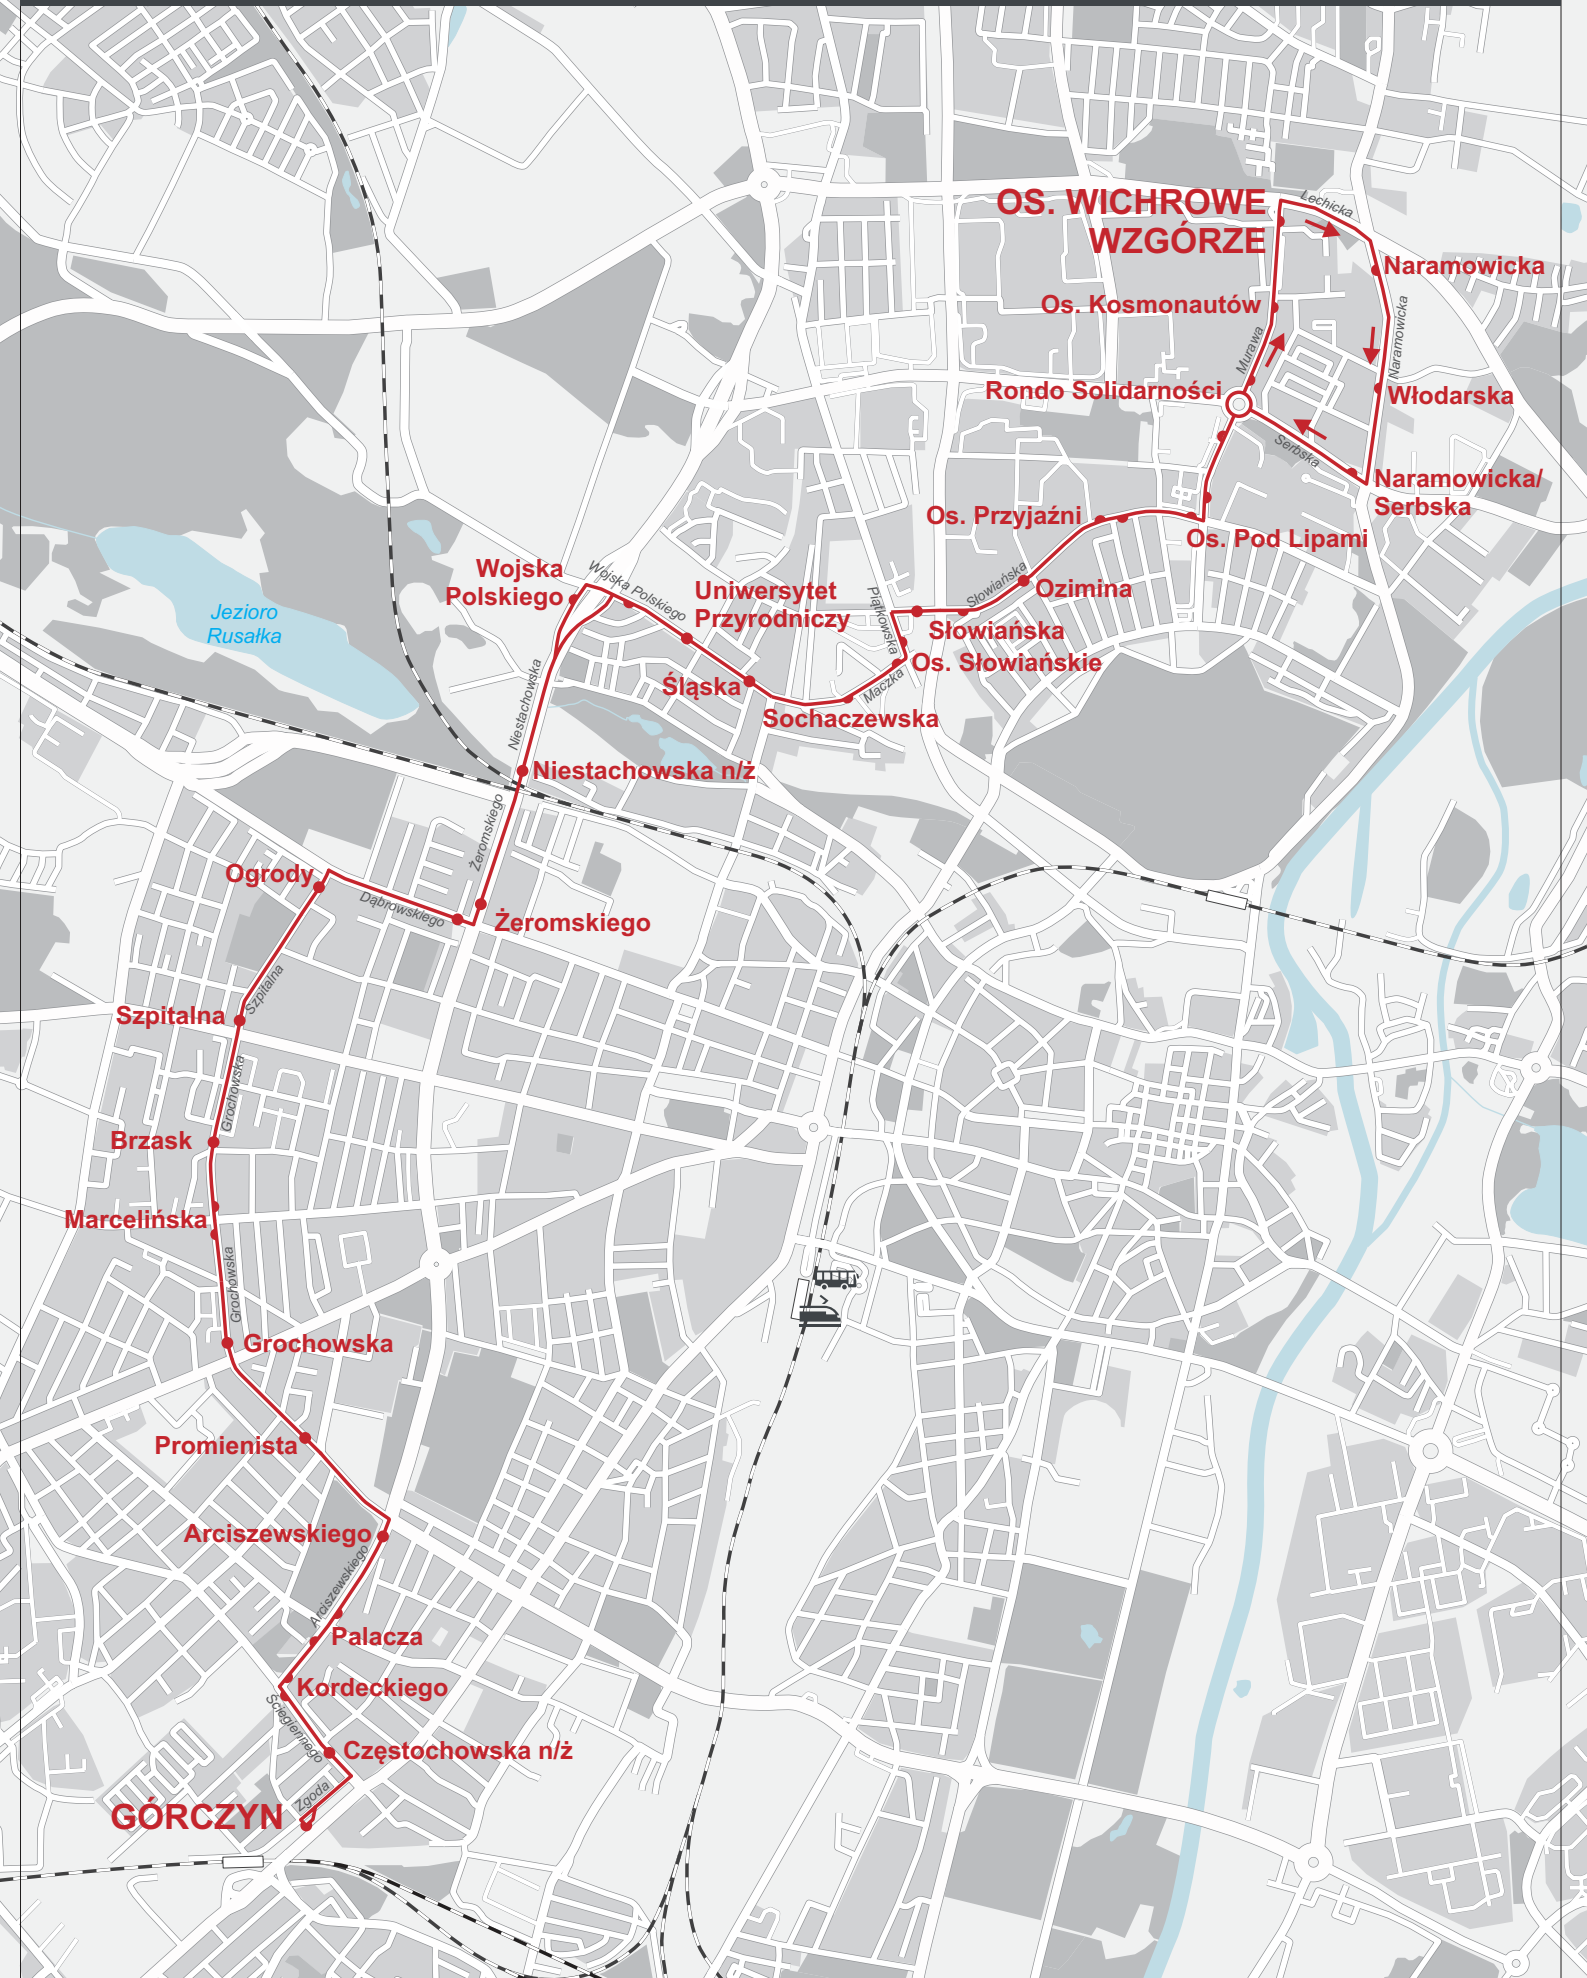 OS. WICHROWE
WZGÓRZE
Lechicka
Naramowicka
Os. Kosmonautów
Naramowicka
Murawa
Rondo Solidarności
Włodarska
Serbska
Naramowicka/
Serbska
Os. Przyjaźni
Os. Pod Lipami
Wojska
Polskiego
Wojska Polskiego
Uniwersytet
Przyrodniczy
Słowiańska
Ozimina
Piątkowska
Słowiańska
Jezioro
Rusałka
Os. Słowiańskie
Śląska
Maczka
Sochaczewska
Niestachowska
Niestachowska n/ż
Żeromskiego
Ogrody
Dąbrowskiego
Żeromskiego
Szpitalna
Szpitalna
Grochowska
Brzask
Marcelińska
Grochowska
Grochowska
Promienista
Arciszewskiego
Arciszewskiego
Palacza
Kordeckiego
Ściegiennego
Częstochowska n/ż
Zgoda
GÓRCZYN